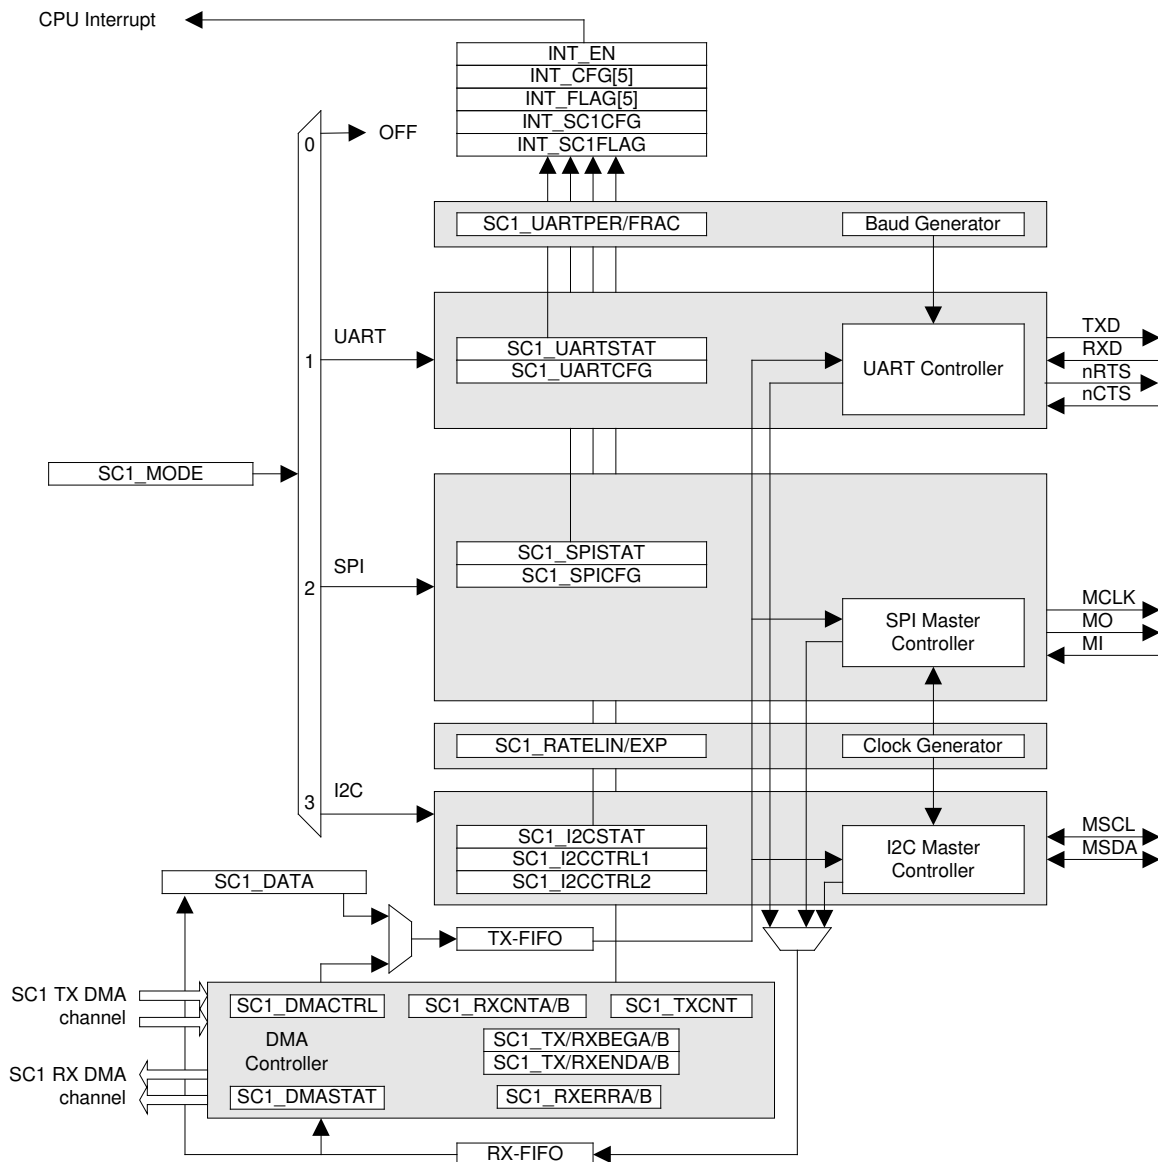 CPU Interrupt
INT_EN
INT_CFG[5]
INT_FLAG[5]
INT_SC1CFG
INT_SC1FLAG
0
OFF
SC1_UARTPER/FRAC
Baud Generator
UART
1
SC1_UARTSTAT
SC1_UARTCFG
UART Controller
TXD
RXD
nRTS
nCTS
SC1_MODE
SPI
2
SC1_SPISTAT
SC1_SPICFG
SPI Master
Controller
MCLK
MO
MI
SC1_RATELIN/EXP
Clock Generator
I2C
3
SC1_I2CSTAT
SC1_I2CCTRL1
SC1_I2CCTRL2
I2C Master
Controller
MSCL
MSDA
SC1_DATA
TX-FIFO
SC1 TX DMA
channel
SC1_DMACTRL
SC1_RXCNTA/B
SC1_TXCNT
DMA
Controller
SC1_TX/RXBEGA/B
SC1_TX/RXENDA/B
SC1 RX DMA
channel
SC1_DMASTAT
SC1_RXERRA/B
RX-FIFO